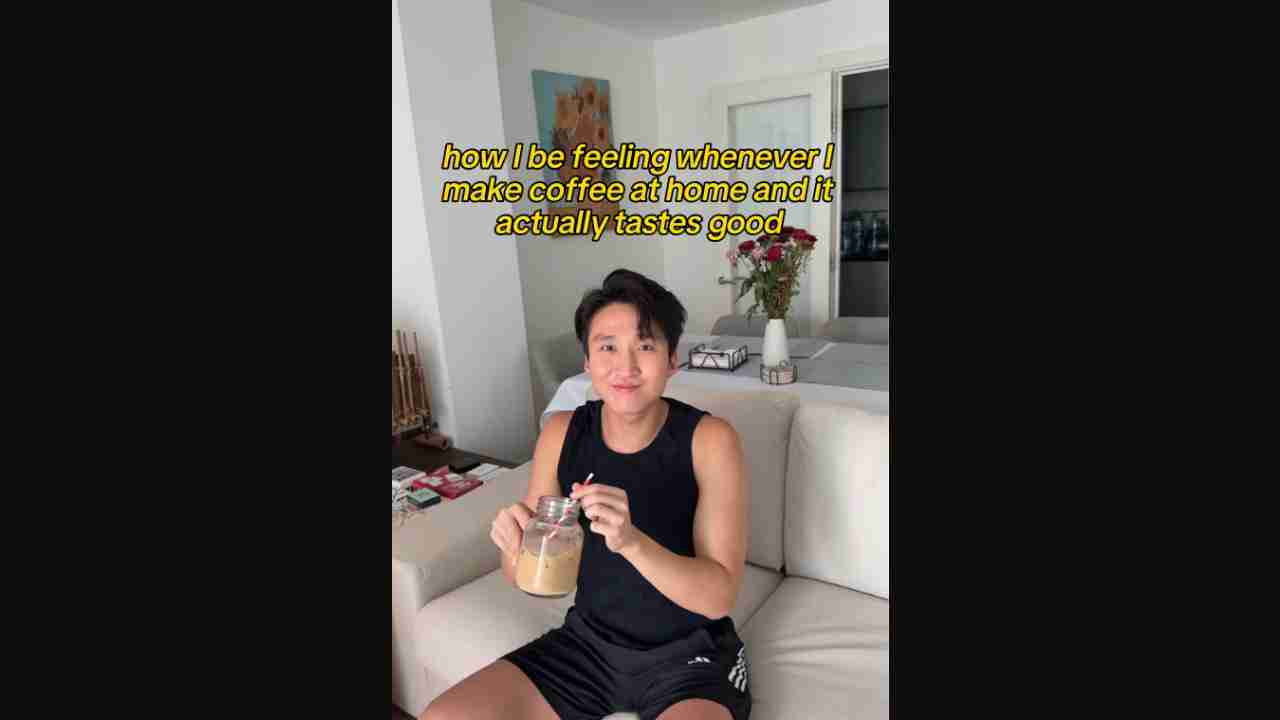 how I be feeling whenever I
make coffee at home and it
actually tastes good